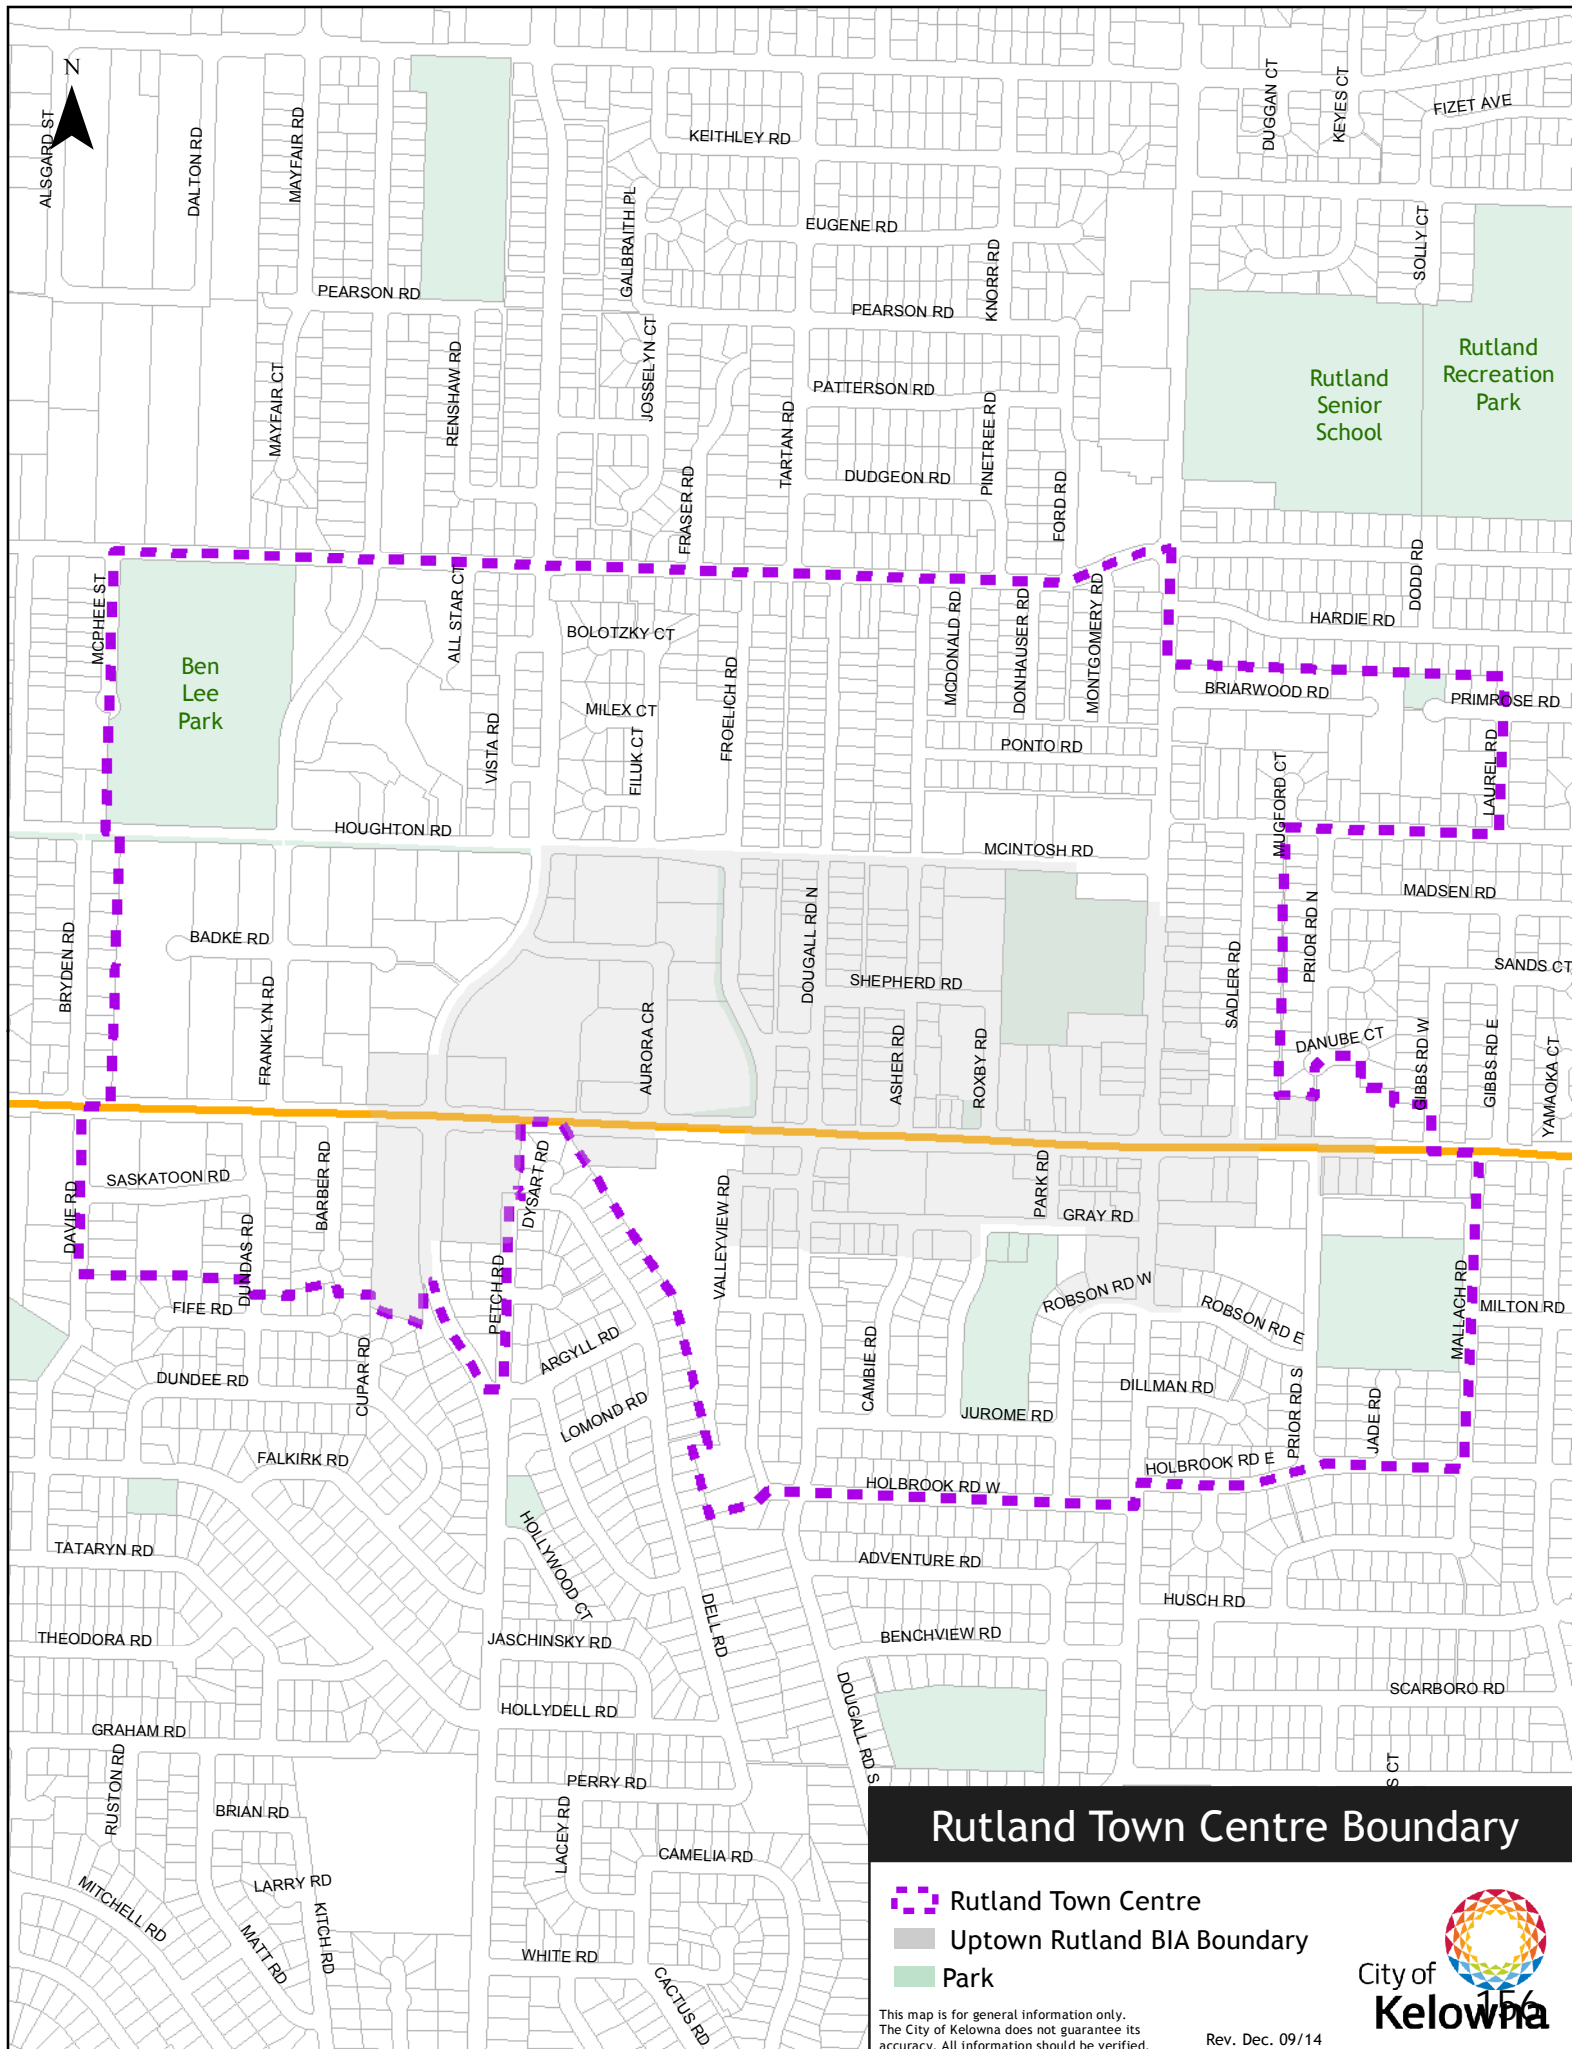 N
ALSGARD ST
DALTON RD
MAYFAIR RD
KEITHLEY RD
DUGGAN CT
KEYES CT
FIZET AVE
GALBRAITH PL
EUGENE RD
KNORR RD
SOLLY CT
PEARSON RD
PEARSON RD
MAYFAIR CT
RENSHAW RD
JOSSELYN CT
PATTERSON RD
TARTAN RD
PINETREE RD
Rutland
Senior
School
Rutland
Recreation
Park
DUDGEON RD
FRASER RD
FORD RD
DODD RD
MCPHEE ST
ALL STAR CT
BOLOTZKY CT
MCDONALD RD
DONHAUSER RD
MONTGOMERY RD
HARDIE RD
Ben
Lee
Park
FROELICH RD
BRIARWOOD RD
PRIMROSE RD
MILEX CT
VISTA RD
FILUK CT
PONTO RD
LAUREL RD
MUGFORD CT
HOUGHTON RD
MCINTOSH RD
MADSEN RD
BRYDEN RD
BADKE RD
DOUGALL RD N
PRIOR RD N
SADLER RD
SHEPHERD RD
SANDS CT
FRANKLYN RD
AURORA CR
ASHER RD
ROXBY RD
DANUBE CT
GIBBS RD W
GIBBS RD E
YAMAOKA CT
SASKATOON RD
DAVIE RD
BARBER RD
DUNDAS RD
DYSART RD
VALLEYVIEW RD
PARK RD
GRAY RD
FIFE RD
PETCH RD
ROBSON RD W
ROBSON RD E
MALLACH RD
MILTON RD
CUPAR RD
ARGYLL RD
CAMBIE RD
DUNDEE RD
LOMOND RD
DILLMAN RD
JUROME RD
PRIOR RD S
JADE RD
FALKIRK RD
HOLBROOK RD W
HOLBROOK RD E
HOLLYWOOD CT
TATARYN RD
ADVENTURE RD
HUSCH RD
DELL RD
THEODORA RD
JASCHINSKY RD
BENCHVIEW RD
DOUGALL RD S
SCARBORO RD
HOLLYDELL RD
GRAHAM RD
RUSTON RD
PERRY RD
S CT
BRIAN RD
LACEY RD
CAMELIA RD
LARRY RD
MITCHELL RD
MATT RD
KITCH RD
WHITE RD
CACTUS RD
Rutland Town Centre Boundary
Rutland Town Centre
Uptown Rutland BIA Boundary
Park
This map is for general information only.
The City of Kelowna does not guarantee its
accuracy. All information should be verified.
Rev. Dec. 09/14
City of
Kelowna
156